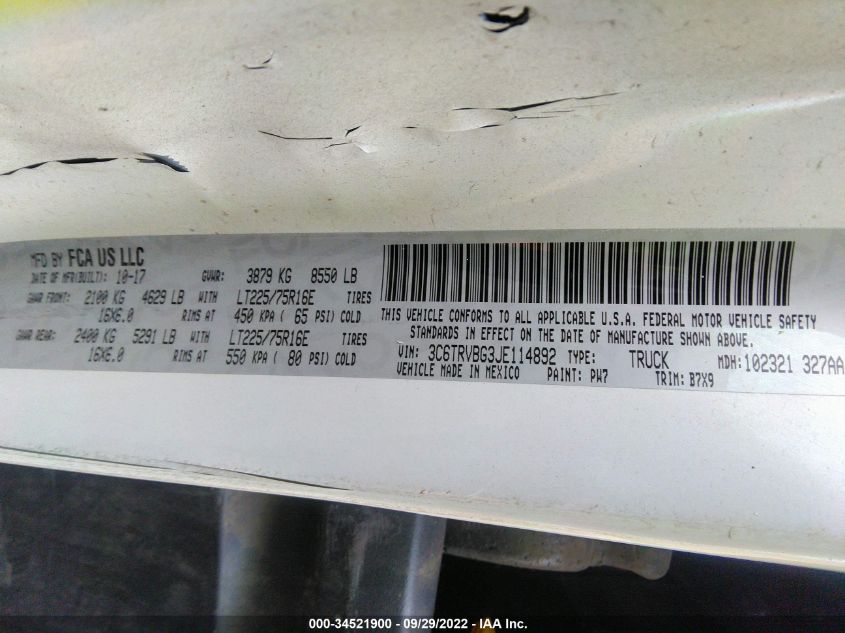 MFD BY FCA US LLC
DATE OF MFR(BUILT): 10-17 GVWR: 3879 KG 8550 LB
GAWR FRONT: 2100 KG 4629 LB WITH LT225/75R16E TIRES
16X6.0 RIMS AT 450 KPA ( 65 PSI) COLD
GAWR REAR: 2400 KG 5291 LB WITH LT225/75R16E TIRES
16X6.0 RIMS AT 550 KPA ( 80 PSI) COLD
THIS VEHICLE CONFORMS TO ALL APPLICABLE U.S.A. FEDERAL MOTOR VEHICLE SAFETY
STANDARDS IN EFFECT ON THE DATE OF MANUFACTURE SHOWN ABOVE.
VIN: 3C6TRVBG3JE114892 TYPE: TRUCK MDH:102321 327AA
VEHICLE MADE IN MEXICO PAINT: PW7 TRIM: B7X9
000-34521900 - 09/29/2022 - IAA Inc.